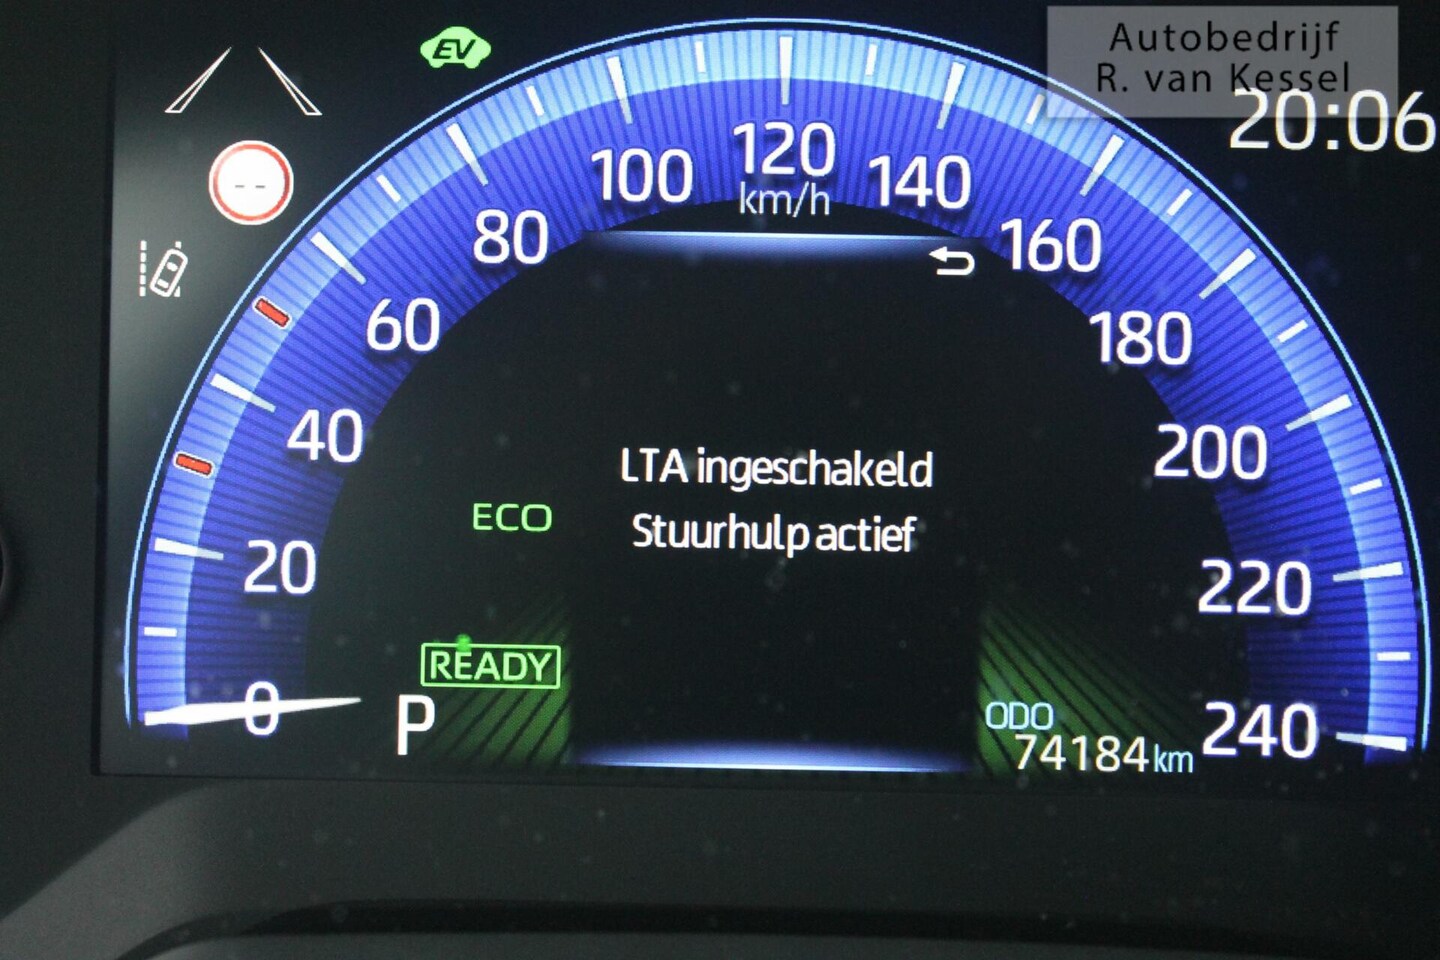 Autobedrijf
R. van Kessel
20:06
EV
--
0
20
40
60
80
100
120
km/h
140
160
180
200
220
240
LTA ingeschakeld
Stuurhulp actief
ECO
READY
P
ODO
74184 km